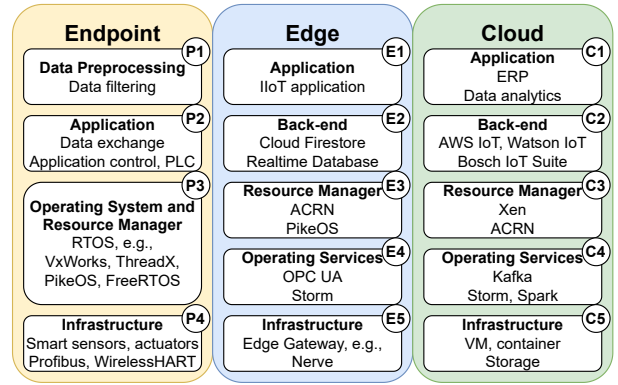 Endpoint
P1
Data Preprocessing
Data filtering
P2
Application
Data exchange
Application control, PLC
P3
Operating System and
Resource Manager
RTOS, e.g.,
VxWorks, ThreadX,
PikeOS, FreeRTOS
P4
Infrastructure
Smart sensors, actuators
Profibus, WirelessHART
Edge
E1
Application
IIoT application
E2
Back-end
Cloud Firestore
Realtime Database
E3
Resource Manager
ACRN
PikeOS
E4
Operating Services
OPC UA
Storm
E5
Infrastructure
Edge Gateway, e.g.,
Nerve
Cloud
C1
Application
ERP
Data analytics
C2
Back-end
AWS IoT, Watson IoT
Bosch IoT Suite
C3
Resource Manager
Xen
ACRN
C4
Operating Services
Kafka
Storm, Spark
C5
Infrastructure
VM, container
Storage